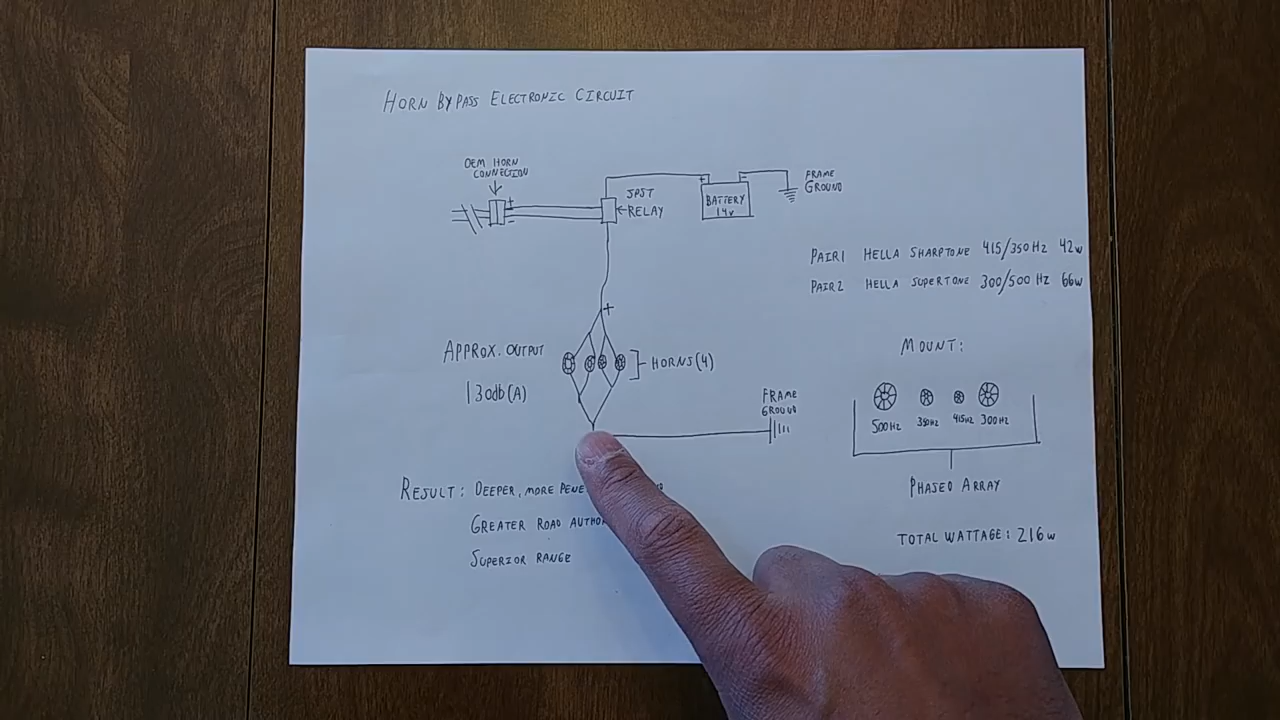 HORN BYPASS ELECTRONIC CIRCUIT
OEM HORN
CONNECTION
+
-
SPST
RELAY
+
-
BATTERY
14v
FRAME
GROUND
PAIR1 HELLA SHARPTONE 415/350HZ 42w
PAIR2 HELLA SUPERTONE 300/500 HZ 66w
+
APPROX. OUTPUT
130db(A)
HORNS(4)
FRAME
GROUND
MOUNT:
500HZ 350HZ 415HZ 300HZ
PHASED ARRAY
TOTAL WATTAGE: 216w
RESULT: DEEPER, MORE
GREATER ROAD
SUPERIOR RANGE